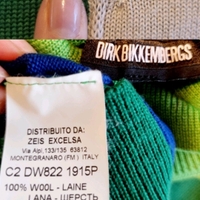 DIRK BIKKEMBERGS
DISTRIBUITO DA:
ZEIS EXCELSA
Via Alpi,133/135 63812
MONTEGRANARO (FM) ITALY
C2 DW822 1915P
100% WOOL - LAINE
LANA - ШЕРСТЬ